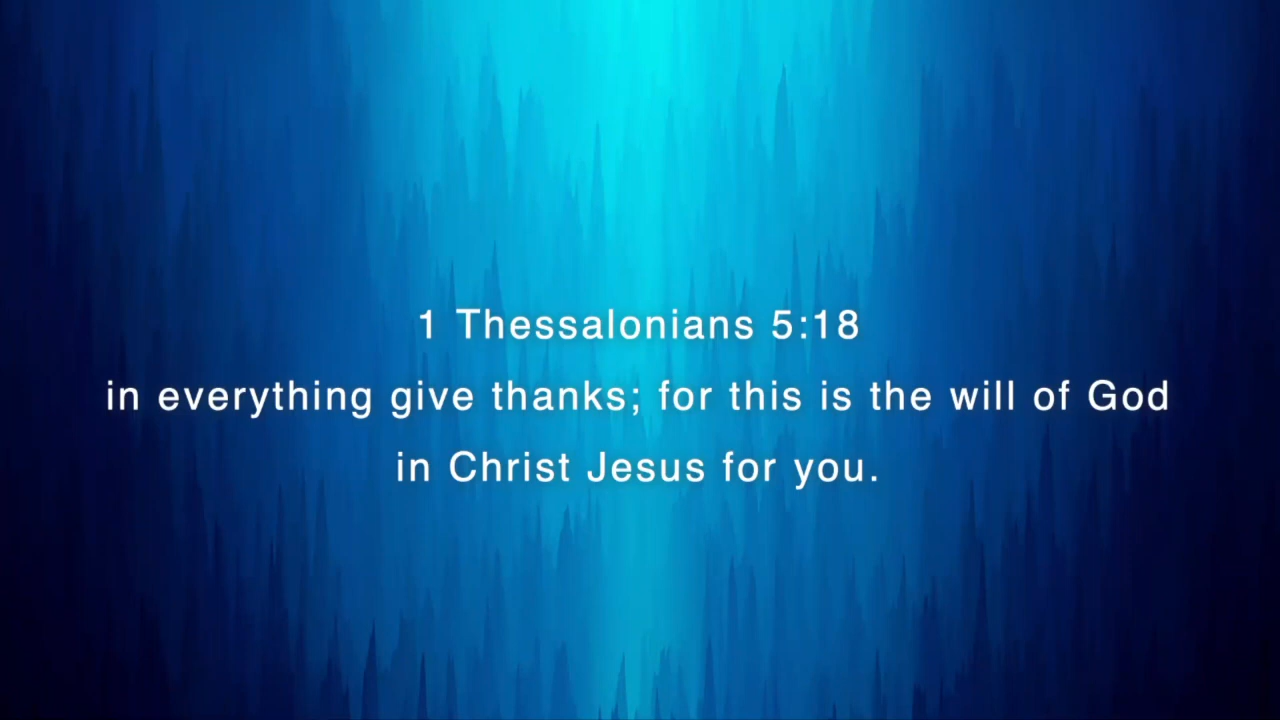 1 Thessalonians 5:18
in everything give thanks; for this is the will of God
in Christ Jesus for you.